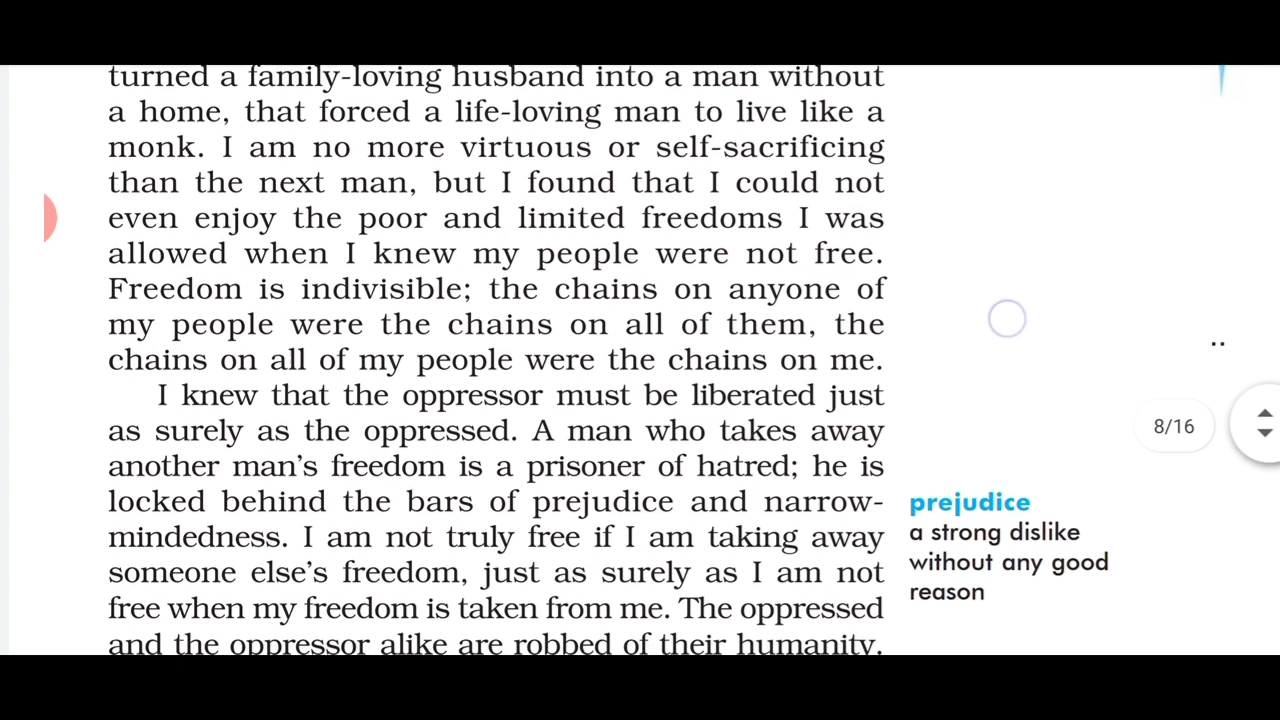 turned a family-loving husband into a man without
a home, that forced a life-loving man to live like a
monk. I am no more virtuous or self-sacrificing
than the next man, but I found that I could not
even enjoy the poor and limited freedoms I was
allowed when I knew my people were not free.
Freedom is indivisible; the chains on anyone of
my people were the chains on all of them, the
chains on all of my people were the chains on me.
I knew that the oppressor must be liberated just
as surely as the oppressed. A man who takes away
another man's freedom is a prisoner of hatred; he is
locked behind the bars of prejudice and narrow-
mindedness. I am not truly free if I am taking away
someone else's freedom, just as surely as I am not
free when my freedom is taken from me. The oppressed
and the oppressor alike are robbed of their humanity.
prejudice
a strong dislike
without any good
reason
8/16